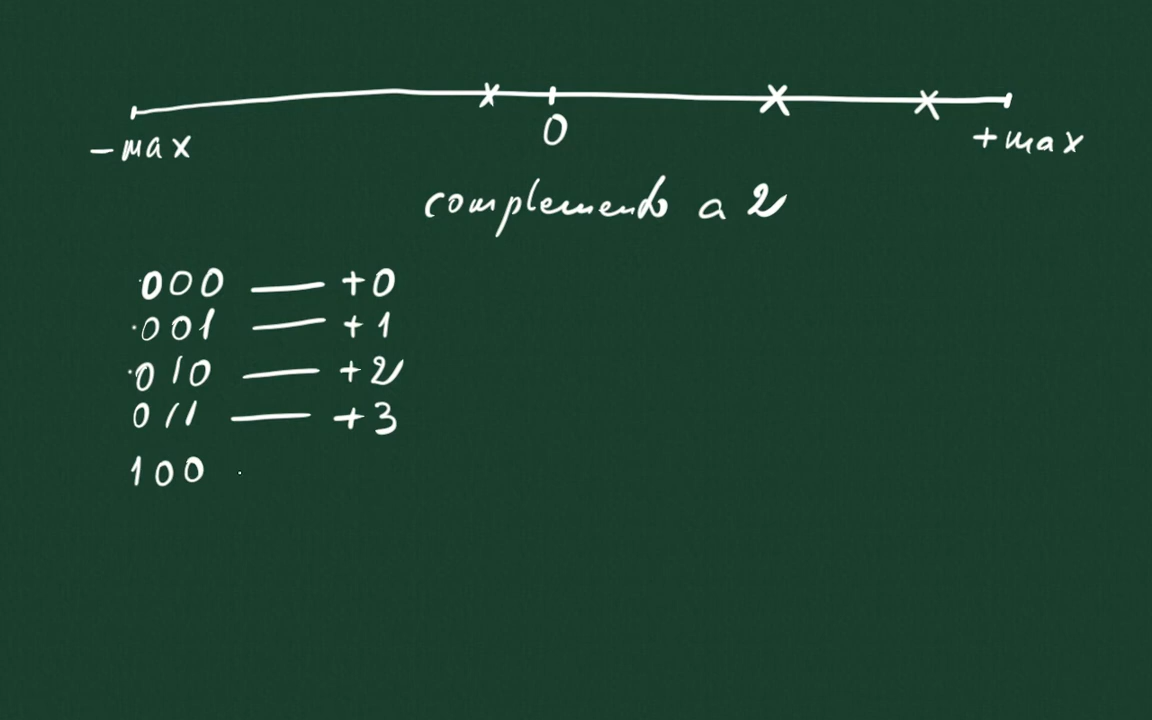 0
- max
+ max
complemento a 2
000 — +0
001 — +1
010 — +2
011 — +3
100